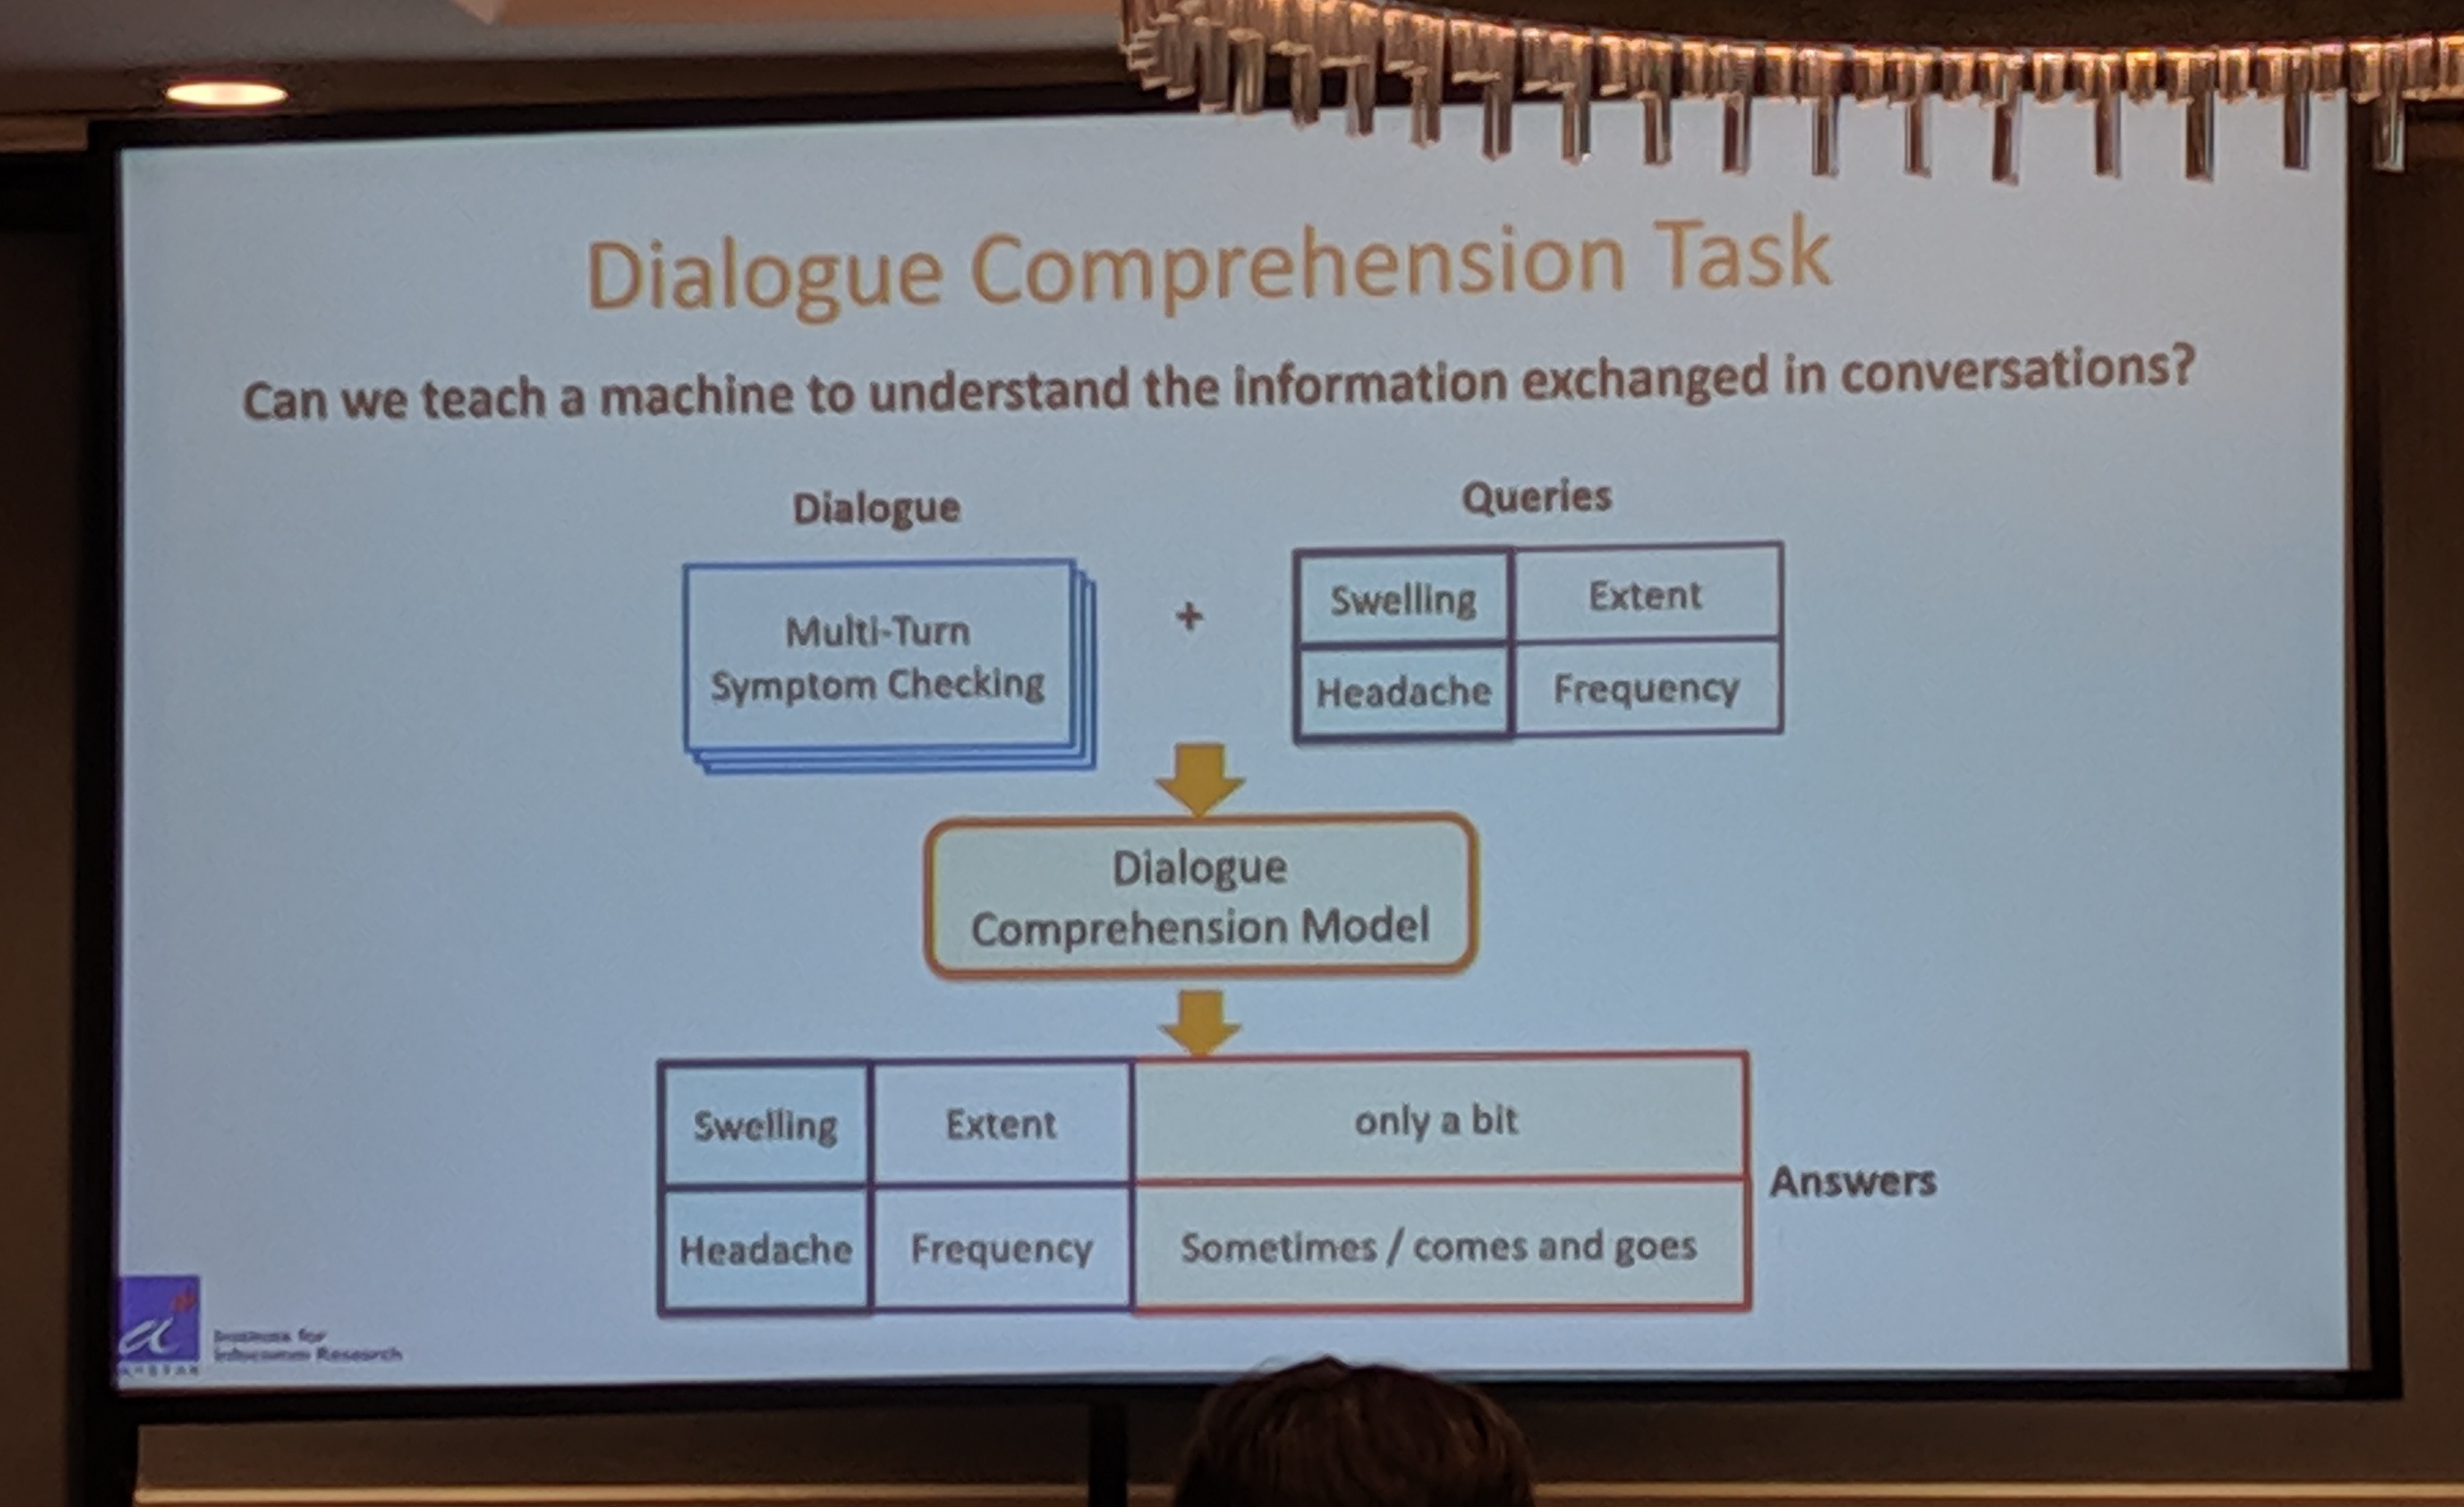 Dialogue Comprehension Task
Can we teach a machine to understand the information exchanged in conversations?
Dialogue
Queries
Multi-Turn
Symptom Checking
+
Swelling
Extent
Headache
Frequency
Dialogue
Comprehension Model
Swelling
Extent
only a bit
Headache
Frequency
Sometimes / comes and goes
Answers
Institute for
Infocomm Research